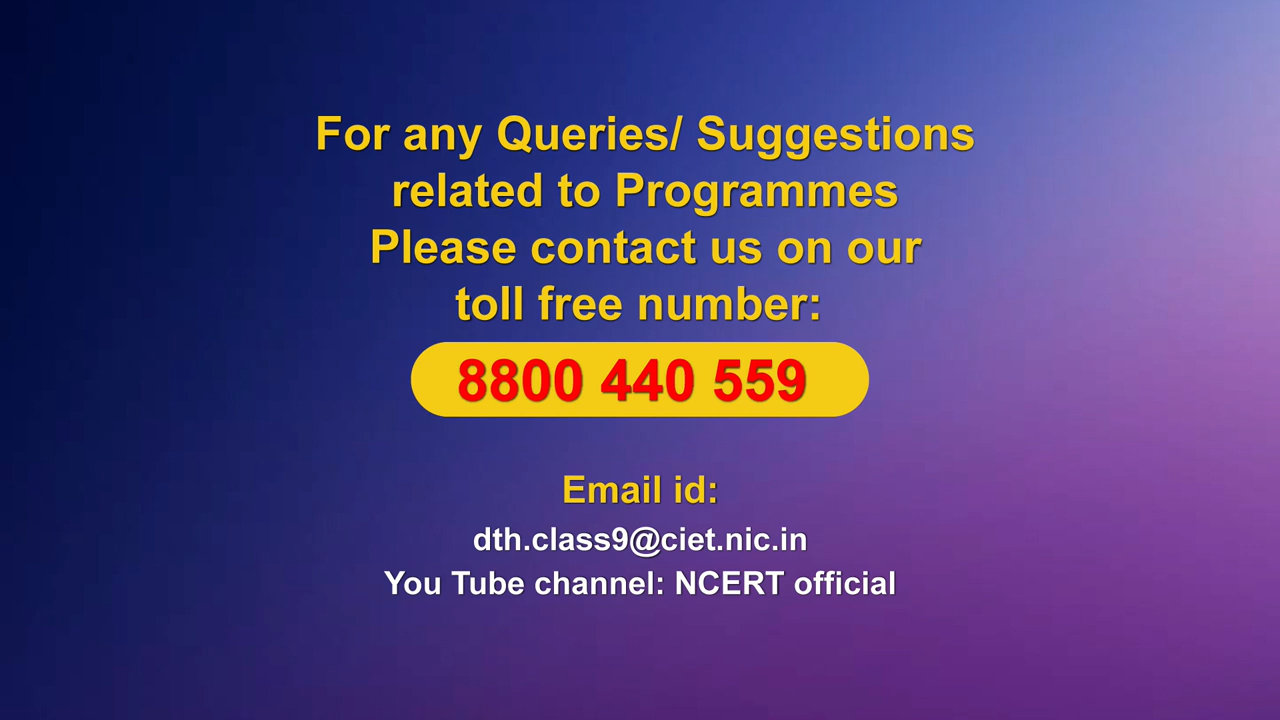 For any Queries/ Suggestions
related to Programmes
Please contact us on our
toll free number:
8800 440 559
Email id:
dth.class9@ciet.nic.in
You Tube channel: NCERT official